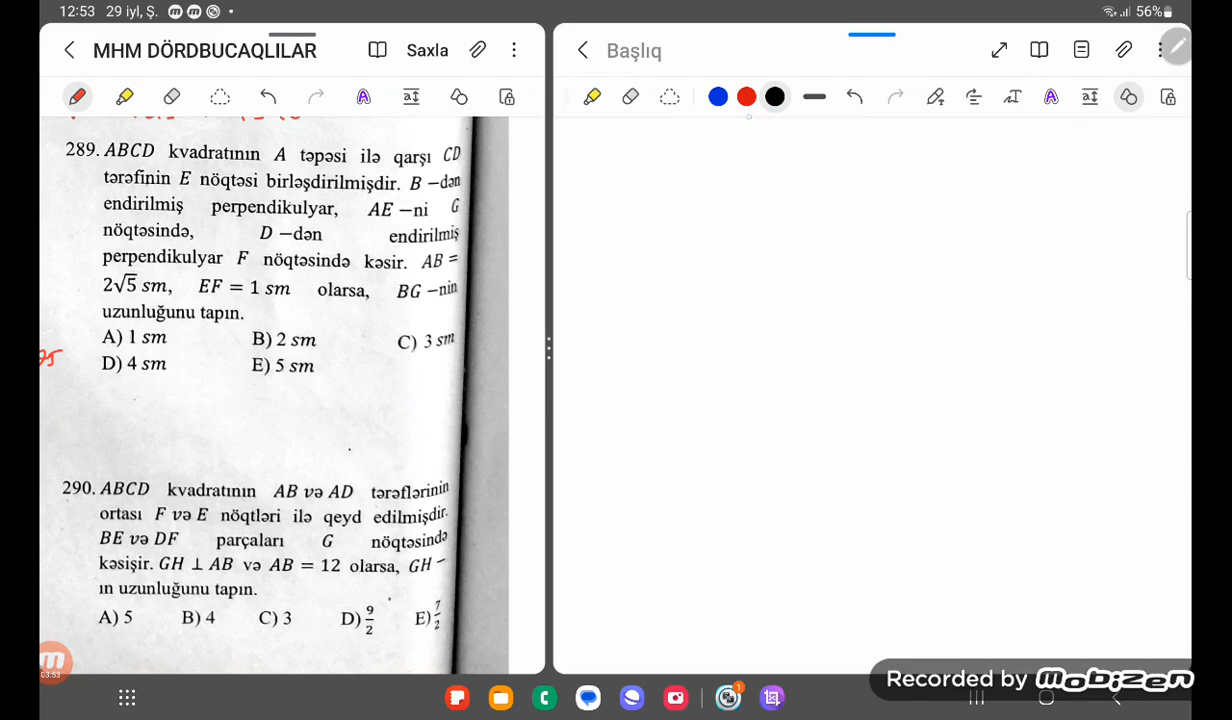 12:53 29 iyl, Ş. 56%
MHM DÖRDBUCAQLILAR Saxla
Başlıq
289. ABCD kvadratının A təpəsi ilə qarşı CD
tərəfinin E nöqtəsi birləşdirilmişdir. B −dən
endirilmiş perpendikulyar, AE −ni G
nöqtəsində, D −dən endirilmiş
perpendikulyar F nöqtəsində kəsir. AB =
2√5 sm, EF = 1 sm olarsa, BG −nin
uzunluğunu tapın.
A) 1 sm B) 2 sm C) 3 sm
D) 4 sm E) 5 sm
290. ABCD kvadratının AB və AD tərəflərinin
ortası F və E nöqtləri ilə qeyd edilmişdir.
BE və DF parçaları G nöqtəsində
kəsişir. GH ⊥ AB və AB = 12 olarsa, GH −
ın uzunluğunu tapın.
A) 5 B) 4 C) 3 D) 9/2 E) 7/2
03:53
Recorded by mobizen